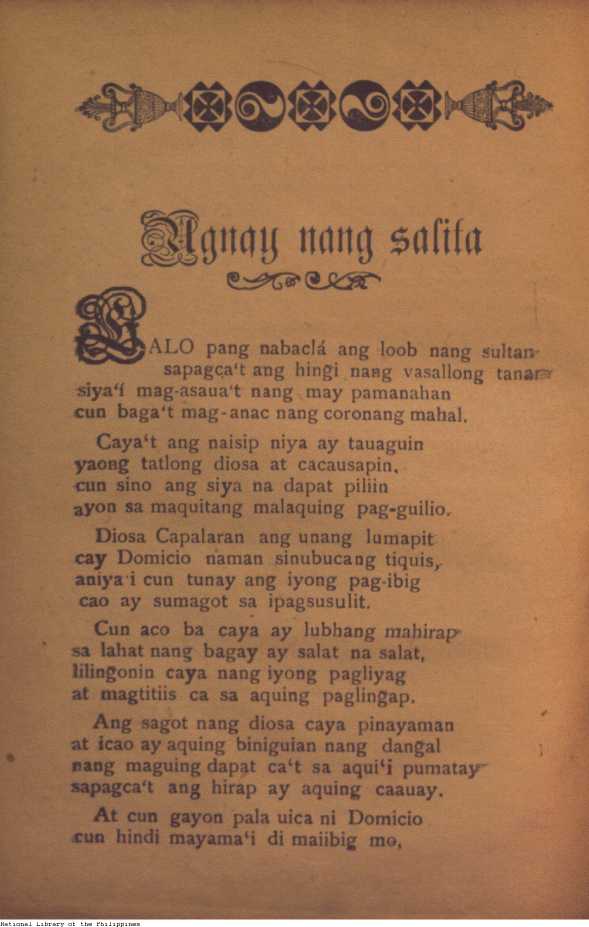 Ugnay nang salita
LALO pang nabaclá ang loob nang sultan
sapagca‘t ang hingi nang vasallong tanan
siya‘i mag-asaua‘t nang may pamanahan
cun baga‘t mag-anac nang coronang mahal.
Caya‘t ang naisip niya ay tauaguin
yaong tatlong diosa at cacausapin,
cun sino ang siya na dapat piliin
ayon sa maquitang malaquing pag-guilio.
Diosa Capalaran ang unang lumapit
cay Domicio naman sinubucang tiquis,
aniya‘i cun tunay ang iyong pag-ibig
cao ay sumagot sa ipagsusulit.
Cun aco ba caya ay lubhang mahirap
sa lahat nang bagay ay salat na salat,
lilingonin caya nang iyong pagliyag
at magtitiis ca sa aquing paglin͠gap.
Ang sagot nang diosa caya pinayaman
at icao ay aquing biniguian nang dan͠gal
nang maguing dapat ca‘t sa aqui‘i pumatay
sapagca‘t ang hirap ay aquing caauay.
At cun gayon pala uica ni Domicio
cun hindi mayama‘i di maiibig mo,
National Library of the Philippines